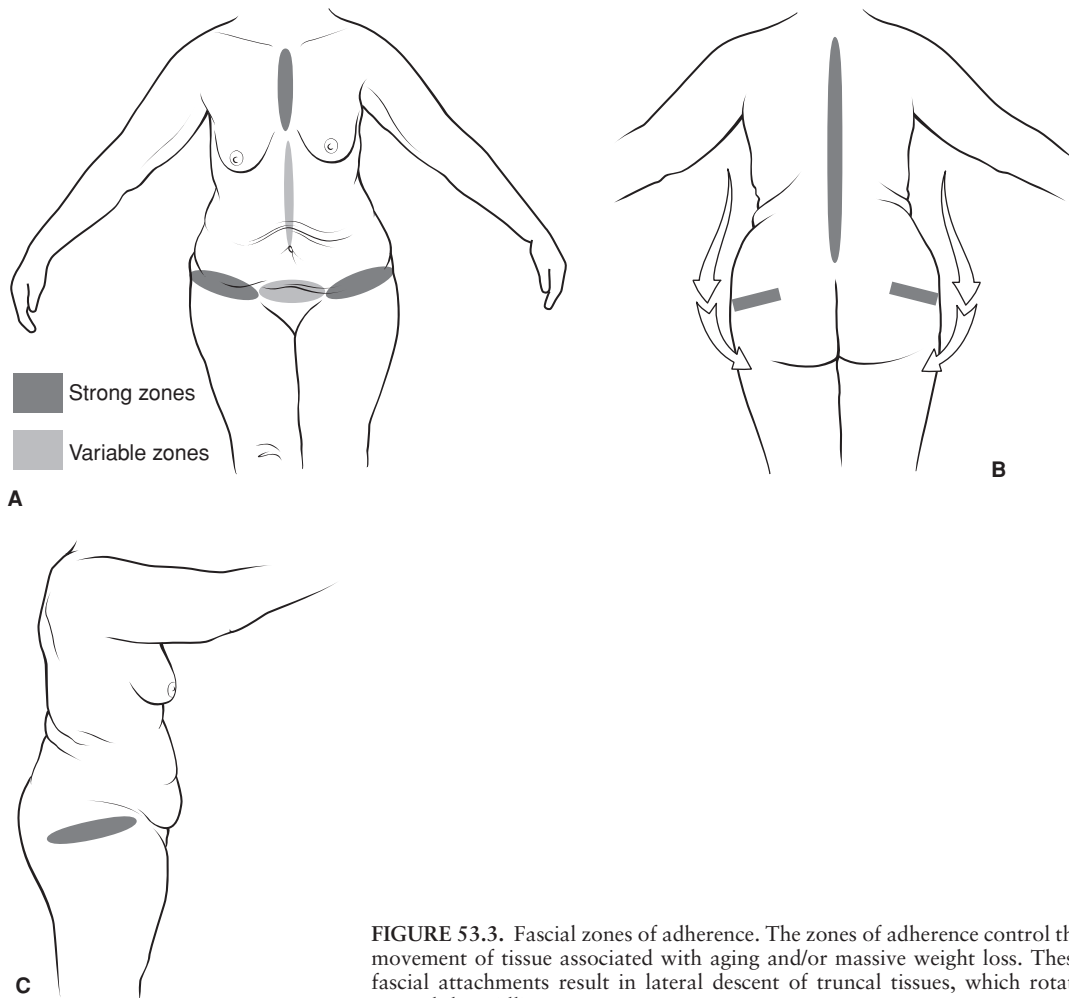 Strong zones
Variable zones
A
B
C
FIGURE 53.3. Fascial zones of adherence. The zones of adherence control th
movement of tissue associated with aging and/or massive weight loss. Thes
fascial attachments result in lateral descent of truncal tissues, which rotat